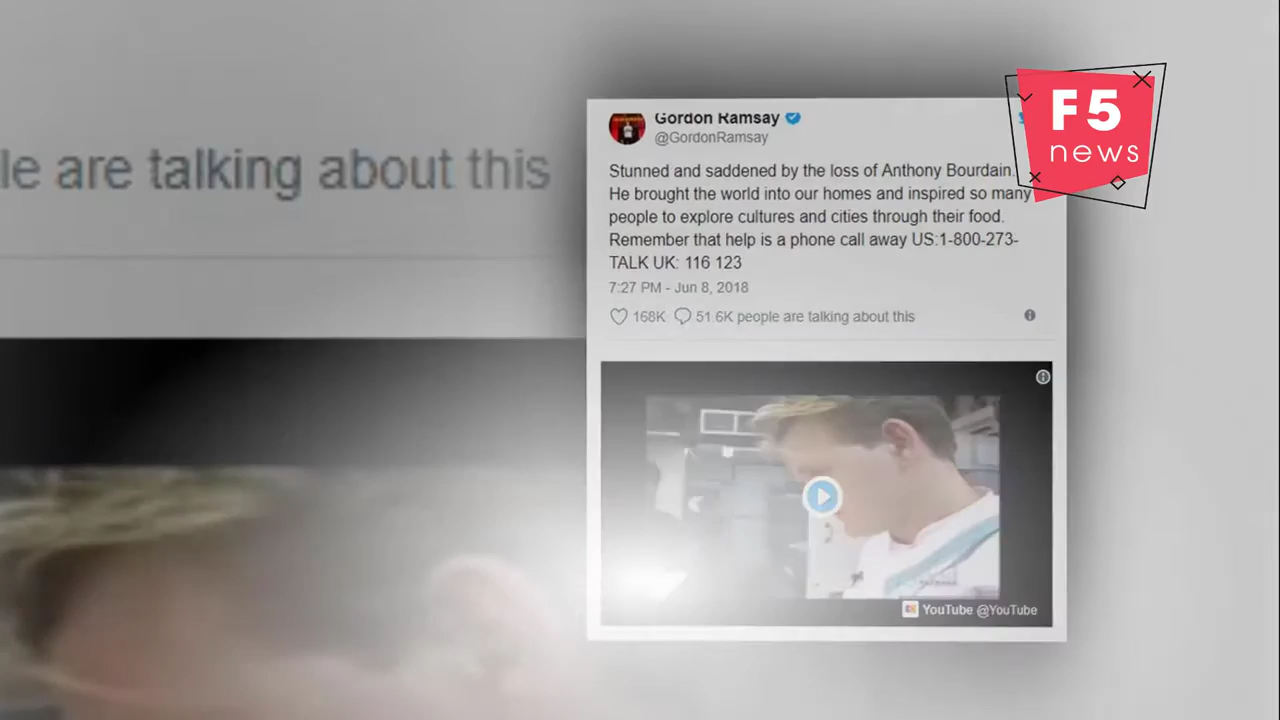 le are talking about this
Gordon Ramsay
@GordonRamsay
Stunned and saddened by the loss of Anthony Bourdain.
He brought the world into our homes and inspired so many
people to explore cultures and cities through their food.
Remember that help is a phone call away US:1-800-273-
TALK UK: 116 123
7:27 PM - Jun 8, 2018
168K 51.6K people are talking about this
YouTube @YouTube
F5
news